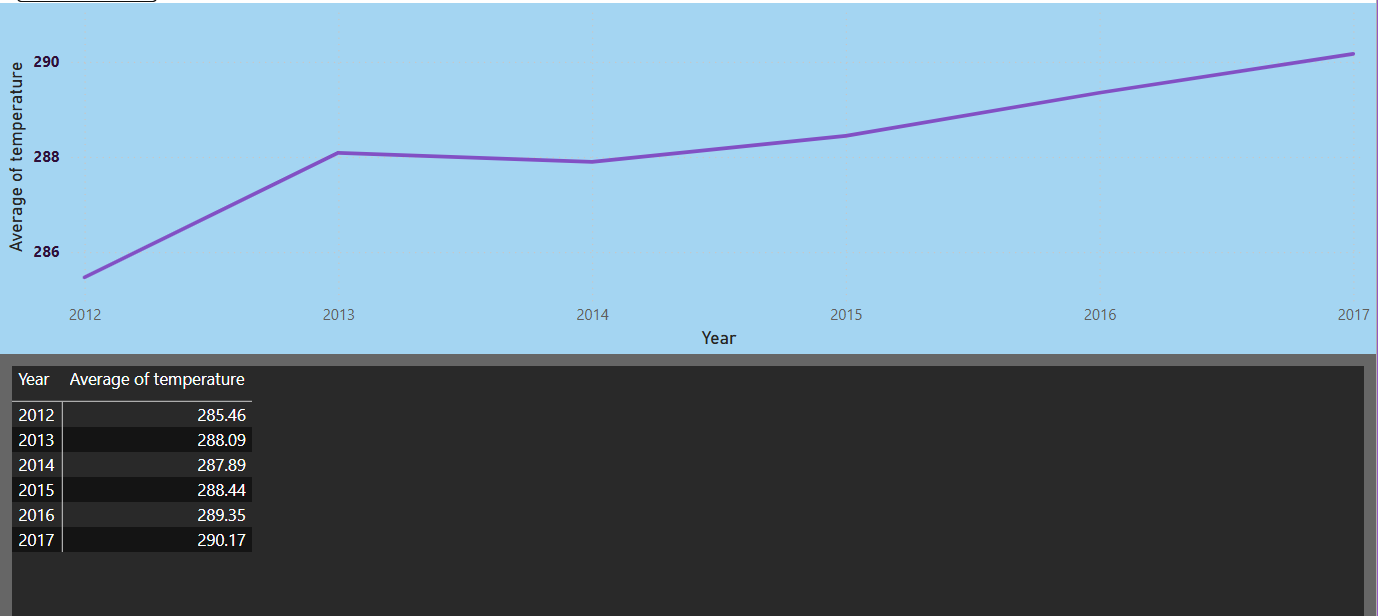 Average of temperature
290
288
286
2012 2013 2014 2015 2016 2017
Year
Year Average of temperature
2012 285.46
2013 288.09
2014 287.89
2015 288.44
2016 289.35
2017 290.17